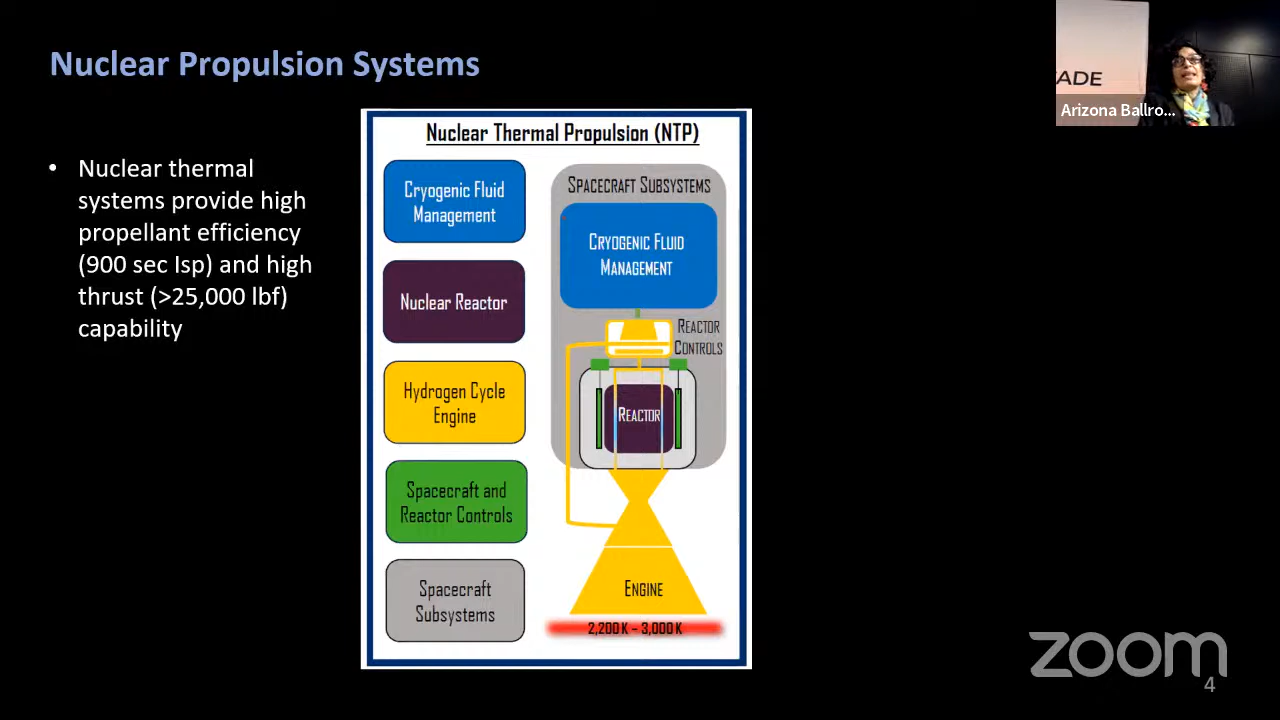 Nuclear Propulsion Systems
ADE
Arizona Ballro...
• Nuclear thermal
systems provide high
propellant efficiency
(900 sec Isp) and high
thrust (>25,000 lbf)
capability
Nuclear Thermal Propulsion (NTP)
Cryogenic Fluid
Management
Nuclear Reactor
Hydrogen Cycle
Engine
Spacecraft and
Reactor Controls
Spacecraft
Subsystems
SPACECRAFT SUBSYSTEMS
CRYOGENIC FLUID
MANAGEMENT
REACTOR
CONTROLS
REACTOR
ENGINE
2,200 K – 3,000 K
zoom
4